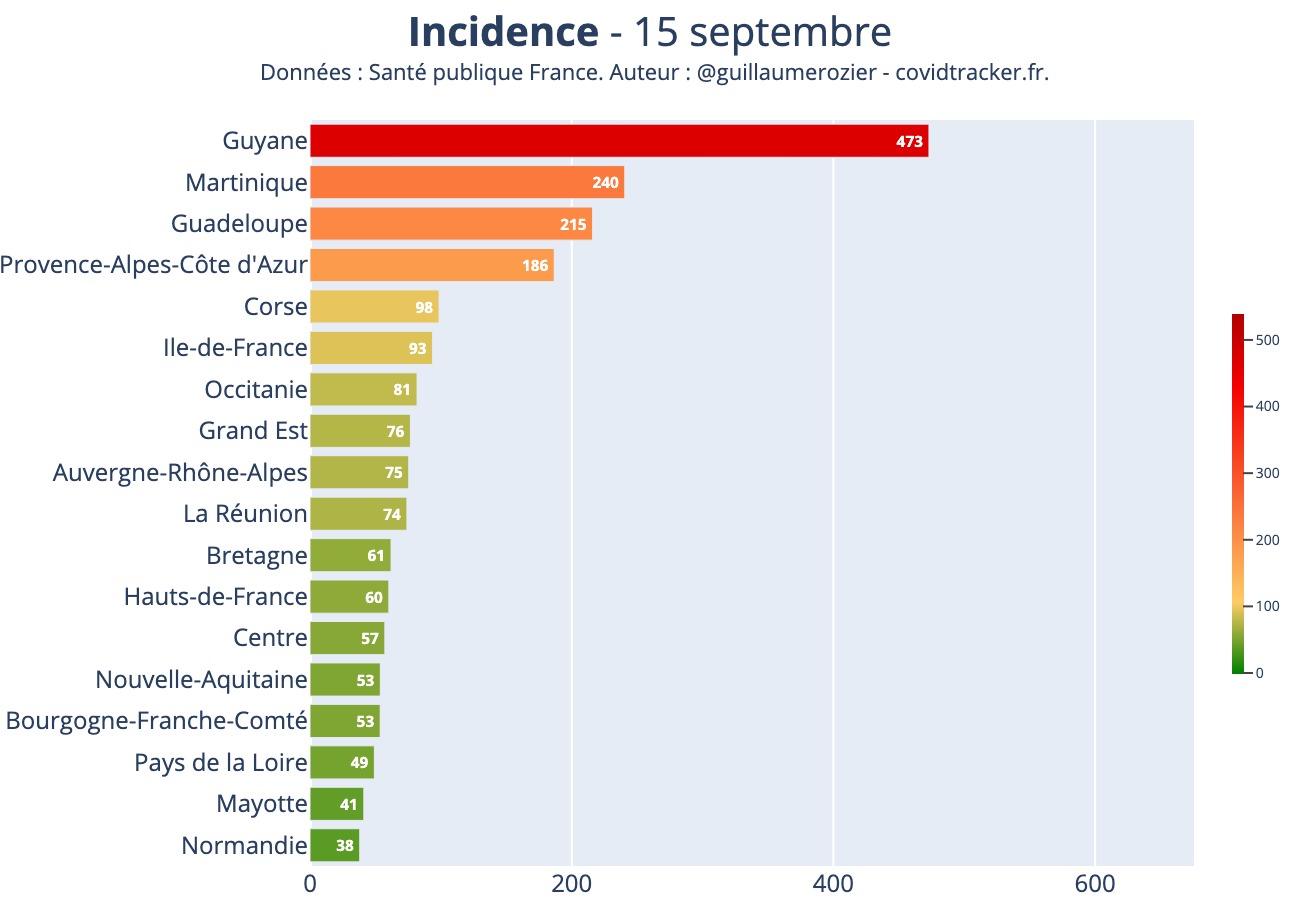 Incidence - 15 septembre
Données : Santé publique France. Auteur : @guillaumerozier - covidtracker.fr.
Guyane 473
Martinique 240
Guadeloupe 215
Provence-Alpes-Côte d'Azur 186
Corse 98
Ile-de-France 93
Occitanie 81
Grand Est 76
Auvergne-Rhône-Alpes 75
La Réunion 74
Bretagne 61
Hauts-de-France 60
Centre 57
Nouvelle-Aquitaine 53
Bourgogne-Franche-Comté 53
Pays de la Loire 49
Mayotte 41
Normandie 38
0 200 400 600
500
400
300
200
100
0